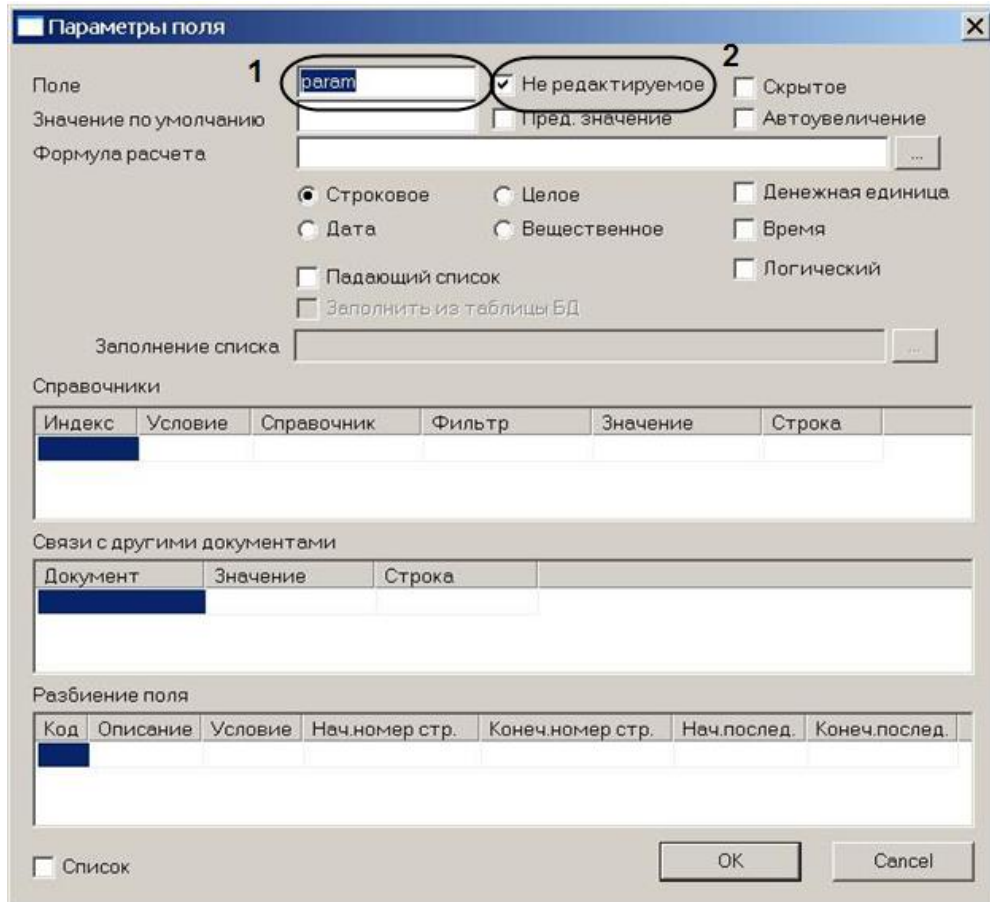 Параметры поля
1 2
Поле param Не редактируемое Скрытое
Значение по умолчанию Пред. значение Автоувеличение
Формула расчета ...
Строковое Целое Денежная единица
Дата Вещественное Время
Падающий список Логический
Заполнить из таблицы БД
Заполнение списка ...
Справочники
Индекс Условие Справочник Фильтр Значение Строка
Связи с другими документами
Документ Значение Строка
Разбиение поля
Код Описание Условие Нач.номер стр. Конеч.номер стр. Нач.послед. Конеч.послед.
Список OK Cancel